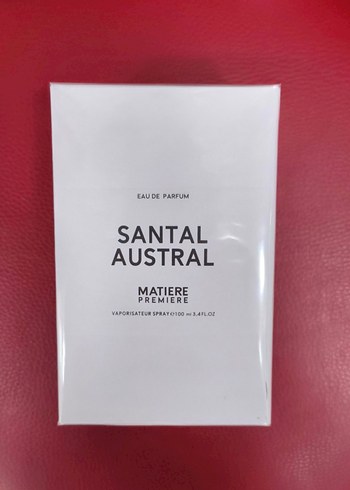 EAU DE PARFUM
SANTAL
AUSTRAL
MATIERE
PREMIERE
VAPORISATEUR SPRAY ℮100 ml 3.4FL.OZ